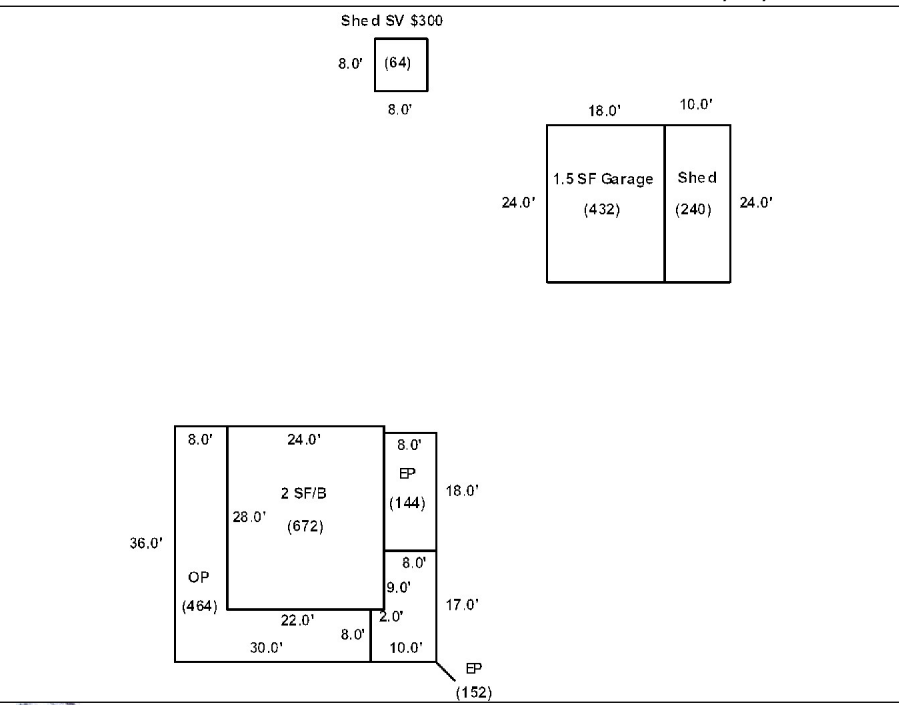 Shed SV $300
8.0' (64)
8.0'
18.0' 10.0'
1.5 SF Garage Shed
24.0' (432) (240) 24.0'
8.0' 24.0' 8.0'
EP
2 SF/B (144) 18.0'
28.0' (672)
36.0'
8.0'
OP 9.0'
(464) 17.0'
22.0' 2.0'
8.0'
30.0' 10.0'
EP
(152)